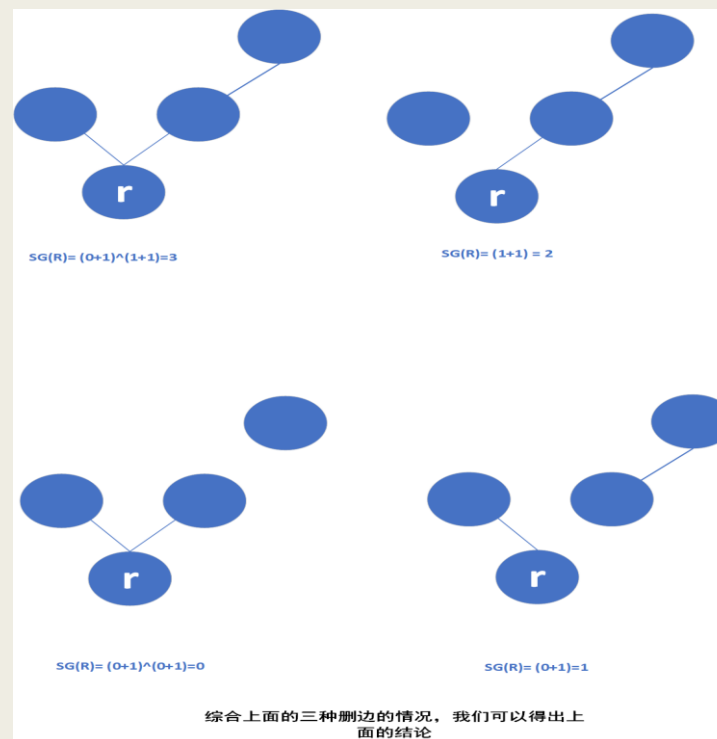 r
r
SG(R)= (0+1)^(1+1)=3
SG(R)= (1+1) = 2
r
r
SG(R)= (0+1)^(0+1)=0
SG(R)= (0+1)=1
综合上面的三种删边的情况，我们可以得出上
面的结论